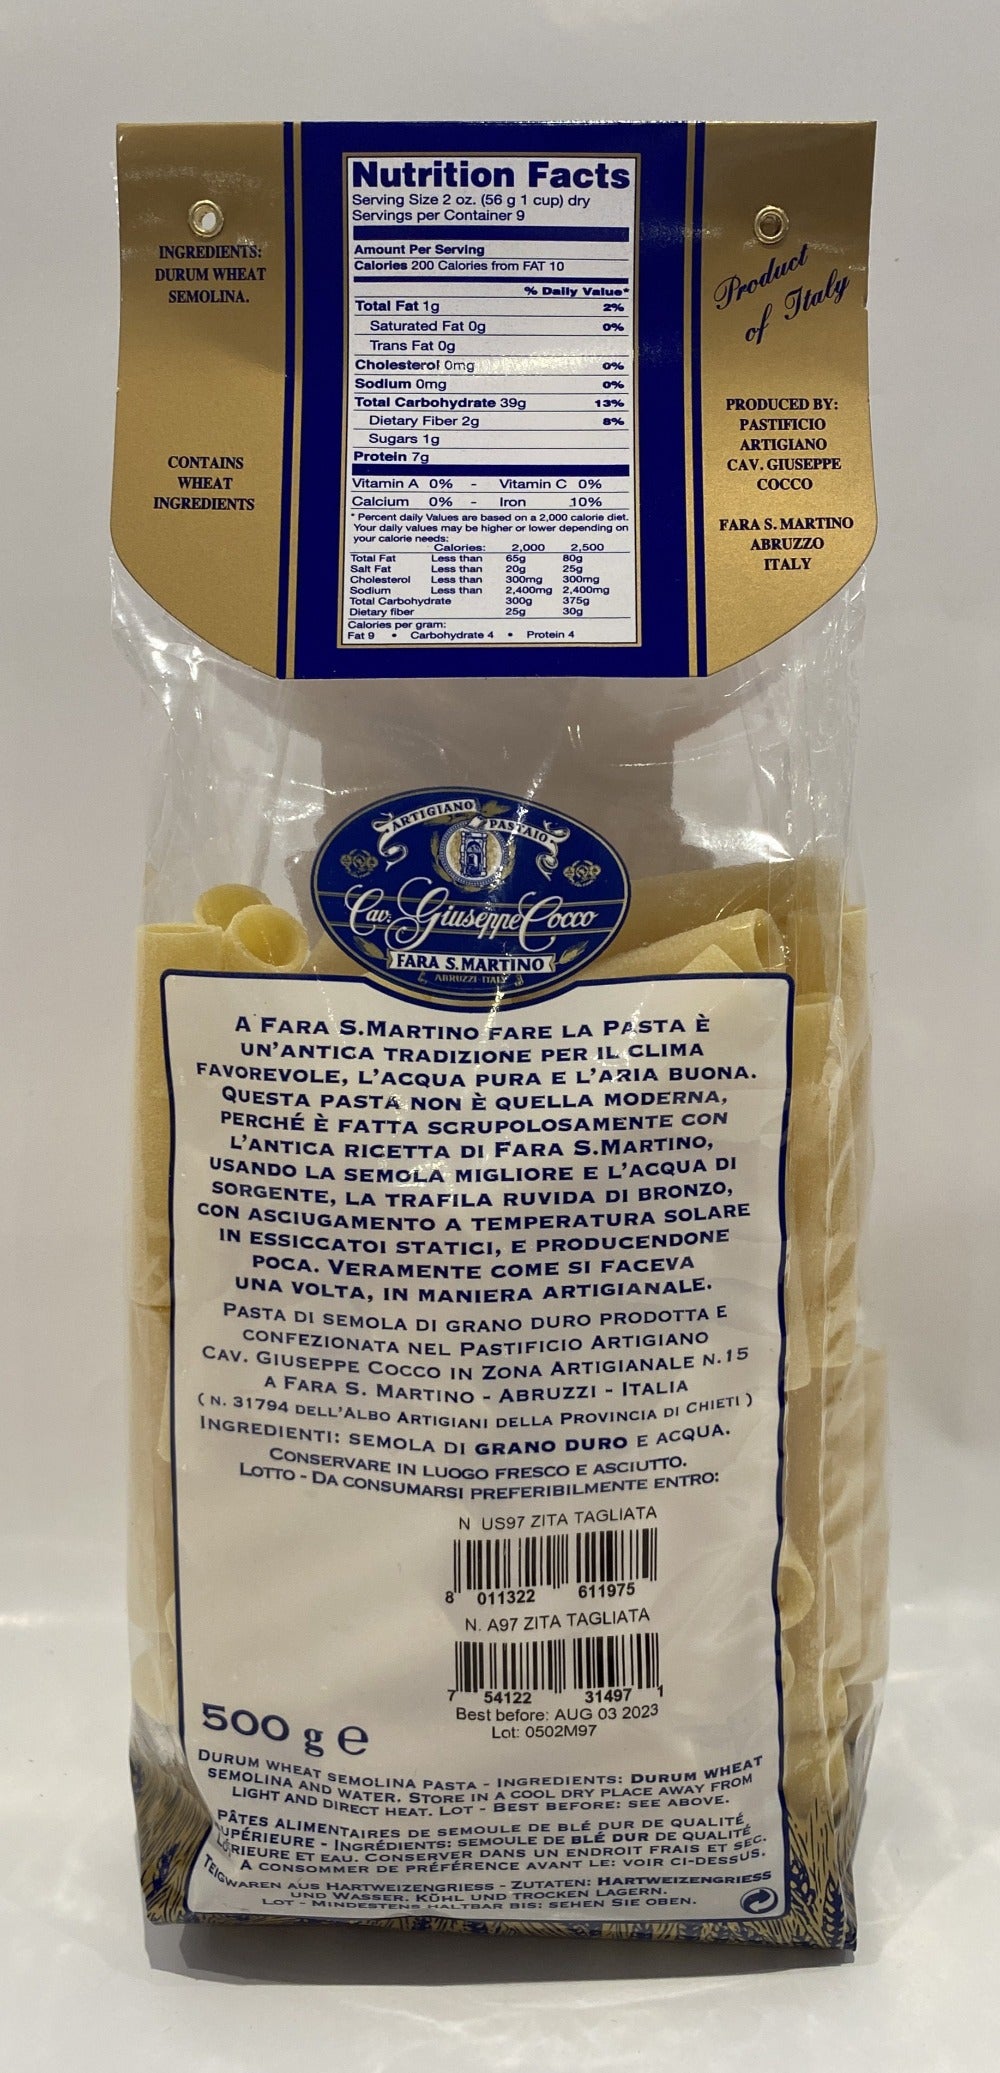 INGREDIENTS:
DURUM WHEAT
SEMOLINA.
CONTAINS
WHEAT
INGREDIENTS
Nutrition Facts
Serving Size 2 oz. (56 g 1 cup) dry
Servings per Container 9
Amount Per Serving
Calories 200 Calories from FAT 10
% Daily Value*
Total Fat 1g 2%
Saturated Fat 0g 0%
Trans Fat 0g
Cholesterol 0mg 0%
Sodium 0mg 0%
Total Carbohydrate 39g 13%
Dietary Fiber 2g 8%
Sugars 1g
Protein 7g
Vitamin A 0% - Vitamin C 0%
Calcium 0% - Iron 10%
* Percent daily Values are based on a 2,000 calorie diet.
Your daily values may be higher or lower depending on
your calorie needs:
Calories: 2,000 2,500
Total Fat Less than 65g 80g
Salt Fat Less than 20g 25g
Cholesterol Less than 300mg 300mg
Sodium Less than 2,400mg 2,400mg
Total Carbohydrate 300g 375g
Dietary fiber 25g 30g
Calories per gram:
Fat 9 • Carbohydrate 4 • Protein 4
Product
of Italy
PRODUCED BY:
PASTIFICIO
ARTIGIANO
CAV. GIUSEPPE
COCCO
FARA S. MARTINO
ABRUZZO
ITALY
ARTIGIANO PASTAIO
Cav. Giuseppe Cocco
FARA S.MARTINO
ABRUZZI-ITALY
A FARA S.MARTINO FARE LA PASTA È
UN'ANTICA TRADIZIONE PER IL CLIMA
FAVOREVOLE, L'ACQUA PURA E L'ARIA BUONA.
QUESTA PASTA NON È QUELLA MODERNA,
PERCHÉ È FATTA SCRUPOLOSAMENTE CON
L'ANTICA RICETTA DI FARA S.MARTINO,
USANDO LA SEMOLA MIGLIORE E L'ACQUA DI
SORGENTE, LA TRAFILA RUVIDA DI BRONZO,
CON ASCIUGAMENTO A TEMPERATURA SOLARE
IN ESSICCATOI STATICI, E PRODUCENDONE
POCA. VERAMENTE COME SI FACEVA
UNA VOLTA, IN MANIERA ARTIGIANALE.
PASTA DI SEMOLA DI GRANO DURO PRODOTTA E
CONFEZIONATA NEL PASTIFICIO ARTIGIANO
CAV. GIUSEPPE COCCO IN ZONA ARTIGIANALE N.15
A FARA S. MARTINO - ABRUZZI - ITALIA
( N. 31794 DELL'ALBO ARTIGIANI DELLA PROVINCIA DI CHIETI )
INGREDIENTI: SEMOLA DI GRANO DURO E ACQUA.
CONSERVARE IN LUOGO FRESCO E ASCIUTTO.
LOTTO - DA CONSUMARSI PREFERIBILMENTE ENTRO:
N US97 ZITA TAGLIATA
8 011322 611975
N. A97 ZITA TAGLIATA
7 54122 31497 1
Best before: AUG 03 2023
Lot: 0502M97
500 g e
DURUM WHEAT SEMOLINA PASTA - INGREDIENTS: DURUM WHEAT
SEMOLINA AND WATER. STORE IN A COOL DRY PLACE AWAY FROM
LIGHT AND DIRECT HEAT. LOT - BEST BEFORE: SEE ABOVE.
PÂTES ALIMENTAIRES DE SEMOULE DE BLÉ DUR DE QUALITÉ
SUPÉRIEURE - INGRÉDIENTS: SEMOULE DE BLÉ DUR DE QUALITÉ
SUPÉRIEURE ET EAU. CONSERVER DANS UN ENDROIT FRAIS ET SEC.
A CONSOMMER DE PRÉFÉRENCE AVANT LE: VOIR CI-DESSUS.
TEIGWAREN AUS HARTWEIZENGRIESS - ZUTATEN: HARTWEIZENGRIESS
UND WASSER. KÜHL UND TROCKEN LAGERN.
LOT - MINDESTENS HALTBAR BIS: SEHEN SIE OBEN.